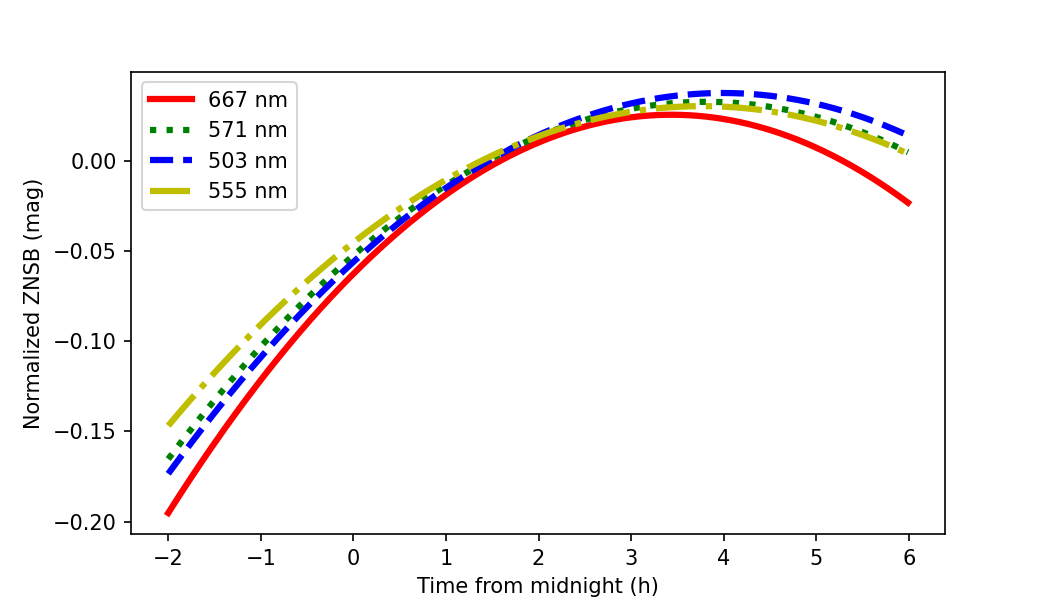 667 nm
571 nm
503 nm
555 nm
Normalized ZNSB (mag)
0.00
−0.05
−0.10
−0.15
−0.20
−2 −1 0 1 2 3 4 5 6
Time from midnight (h)